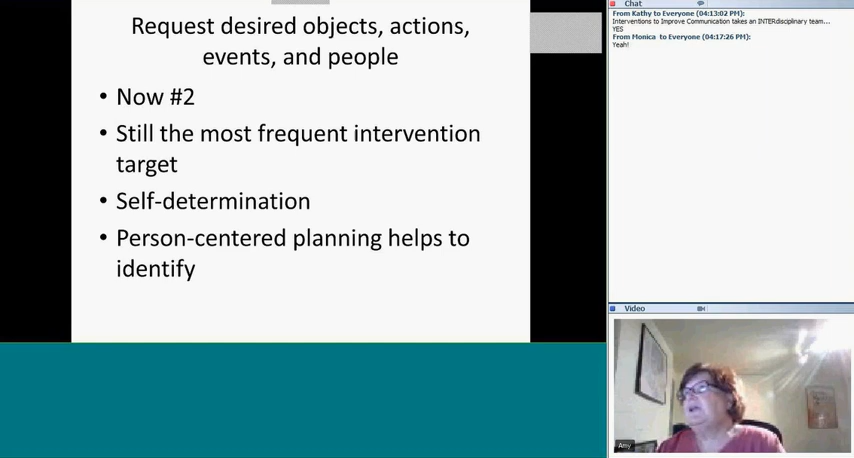 Request desired objects, actions,
events, and people
• Now #2
• Still the most frequent intervention
target
• Self-determination
• Person-centered planning helps to
identify
Chat
From Kathy to Everyone (04:13:02 PM):
Interventions to Improve Communication takes an INTERdisciplinary team...
YES
From Monica to Everyone (04:17:26 PM):
Yeah!
Video
Amy